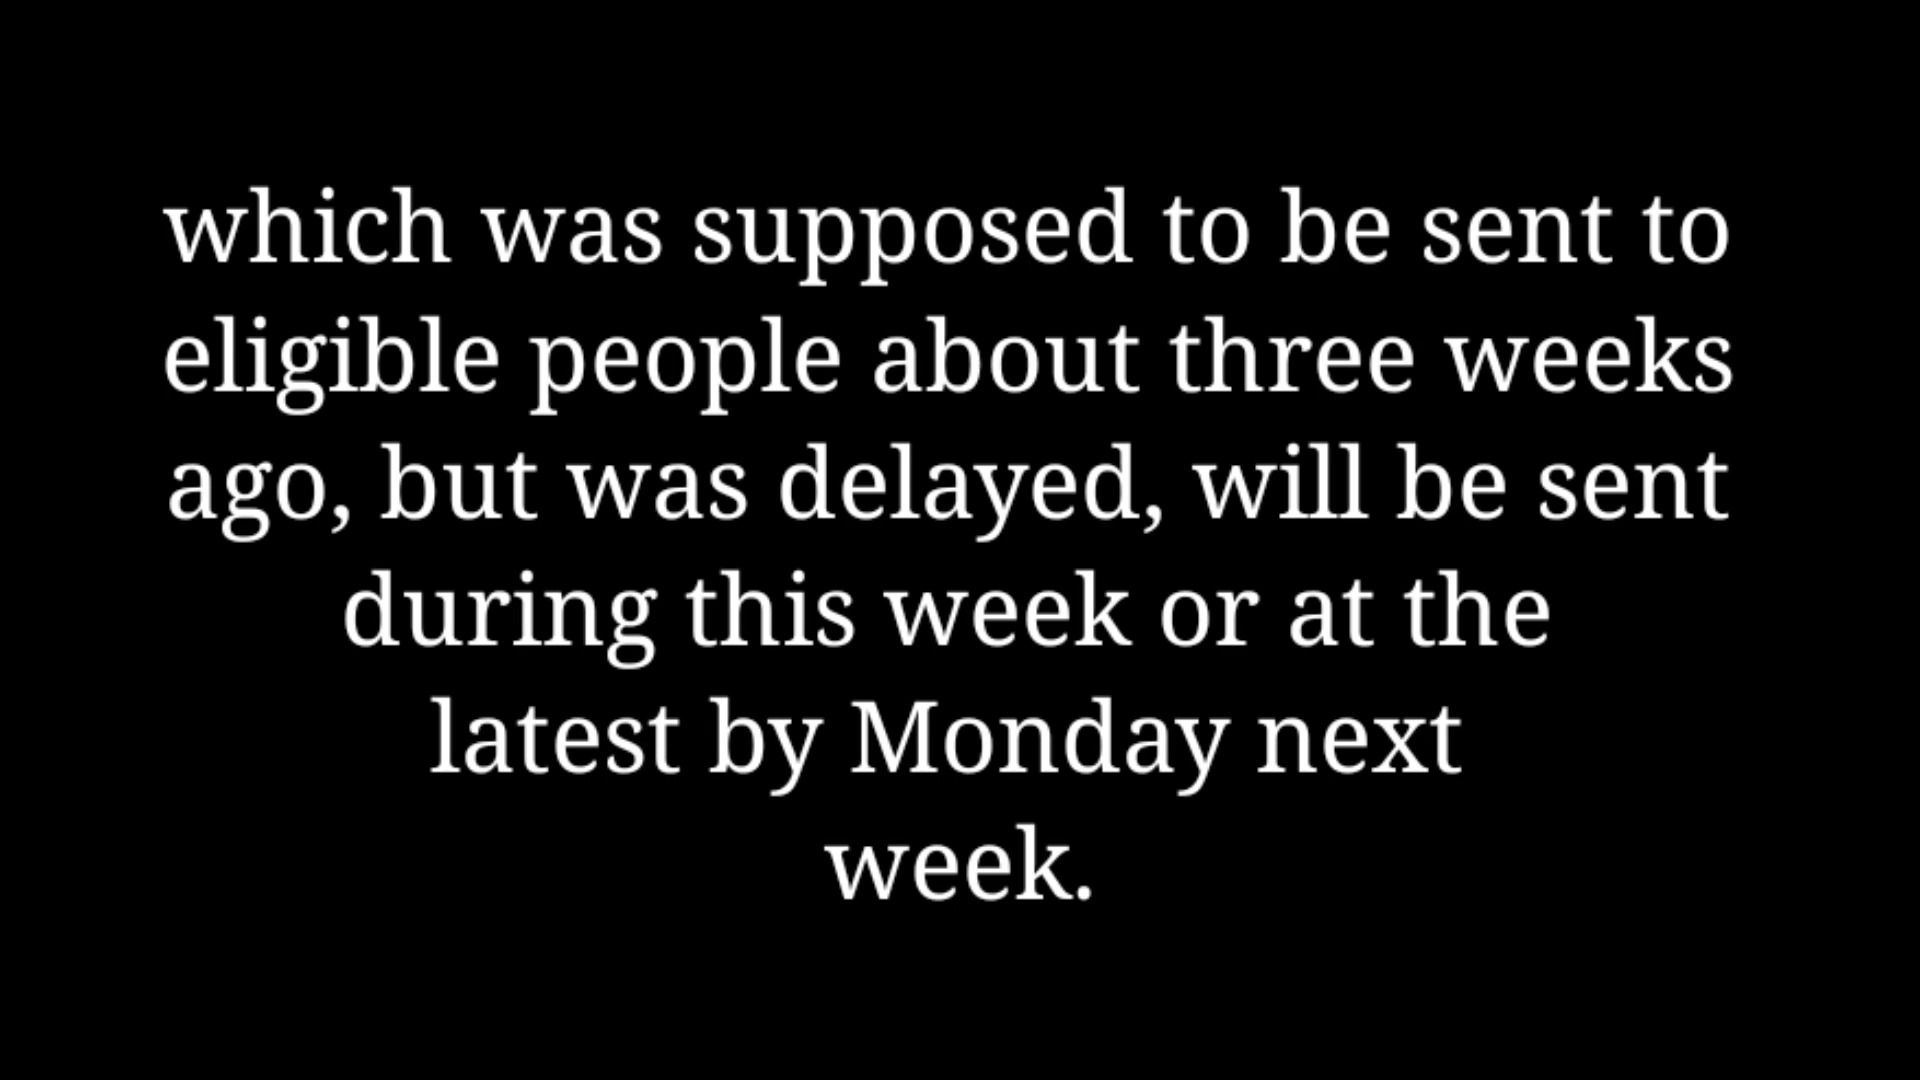 which was supposed to be sent to
eligible people about three weeks
ago, but was delayed, will be sent
during this week or at the
latest by Monday next
week.